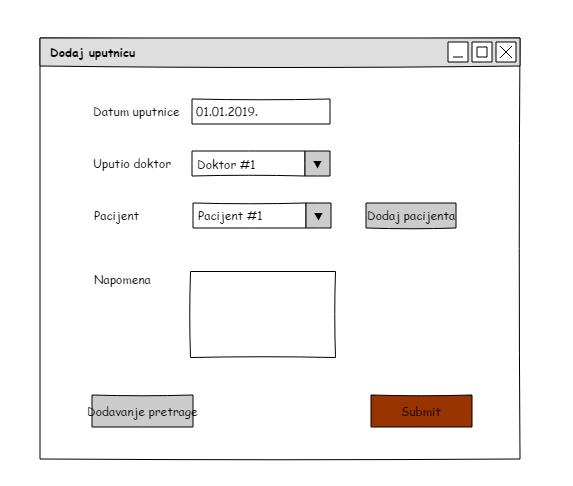 Dodaj uputnicu
Datum uputnice 01.01.2019.
Uputio doktor Doktor #1
Pacijent Pacijent #1 Dodaj pacijenta
Napomena
Dodavanje pretrage Submit